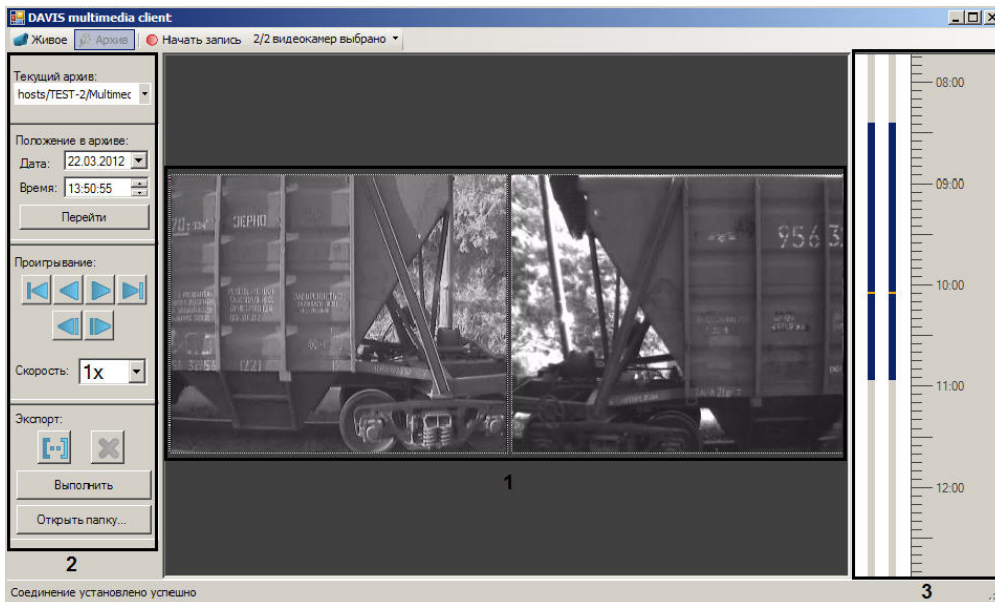 DAVIS multimedia client
Живое Архив Начать запись 2/2 видеокамер выбрано
Текущий архив:
hosts/TEST-2/Multimec
Положение в архиве:
Дата: 22.03.2012
Время: 13:50:55
Перейти
Проигрывание:
Скорость: 1x
Экспорт:
Выполнить
Открыть папку...
2
ЗЕРНО
1
956
08:00
09:00
10:00
11:00
12:00
3
Соединение установлено успешно